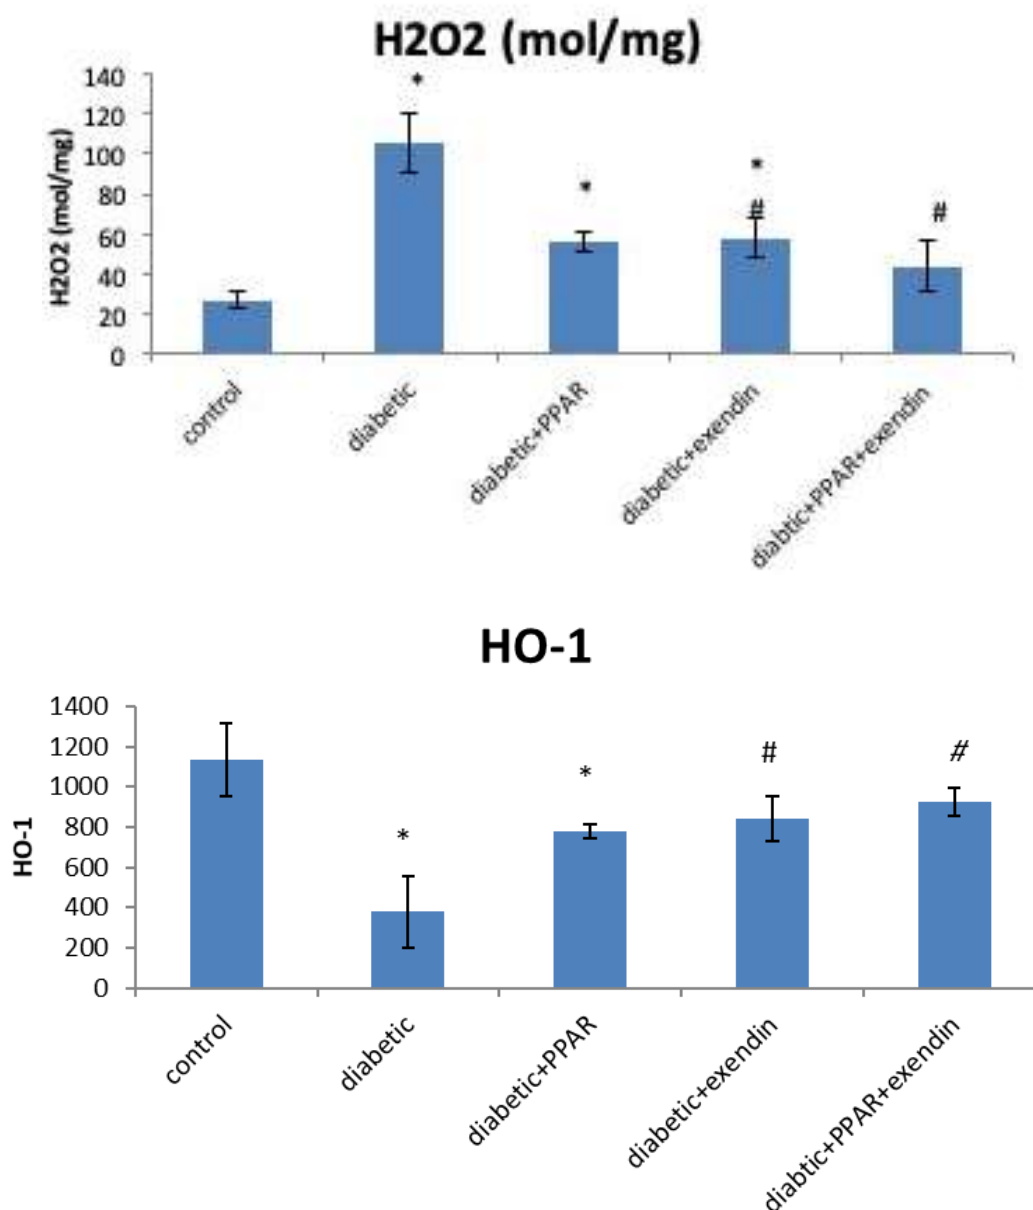 H2O2 (mol/mg)
H2O2 (mol/mg)
140
120
100
80
60
40
20
0
*
*
*
#
#
control
diabetic
diabetic+PPAR
diabetic+exendin
diabtic+PPAR+exendin
HO-1
HO-1
1400
1200
1000
800
600
400
200
0
*
*
#
#
control
diabetic
diabetic+PPAR
diabetic+exendin
diabtic+PPAR+exendin